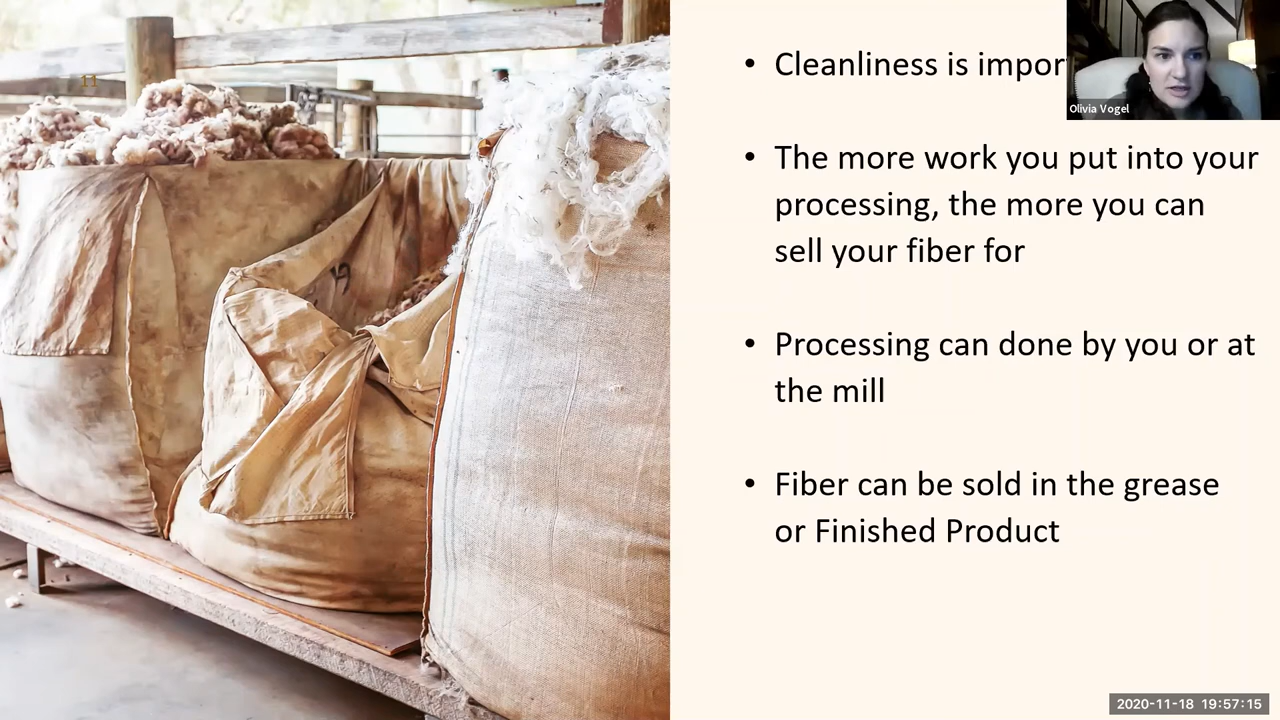 11
• Cleanliness is impor
Olivia Vogel
• The more work you put into your
processing, the more you can
sell your fiber for
• Processing can done by you or at
the mill
• Fiber can be sold in the grease
or Finished Product
2020-11-18 19:57:15